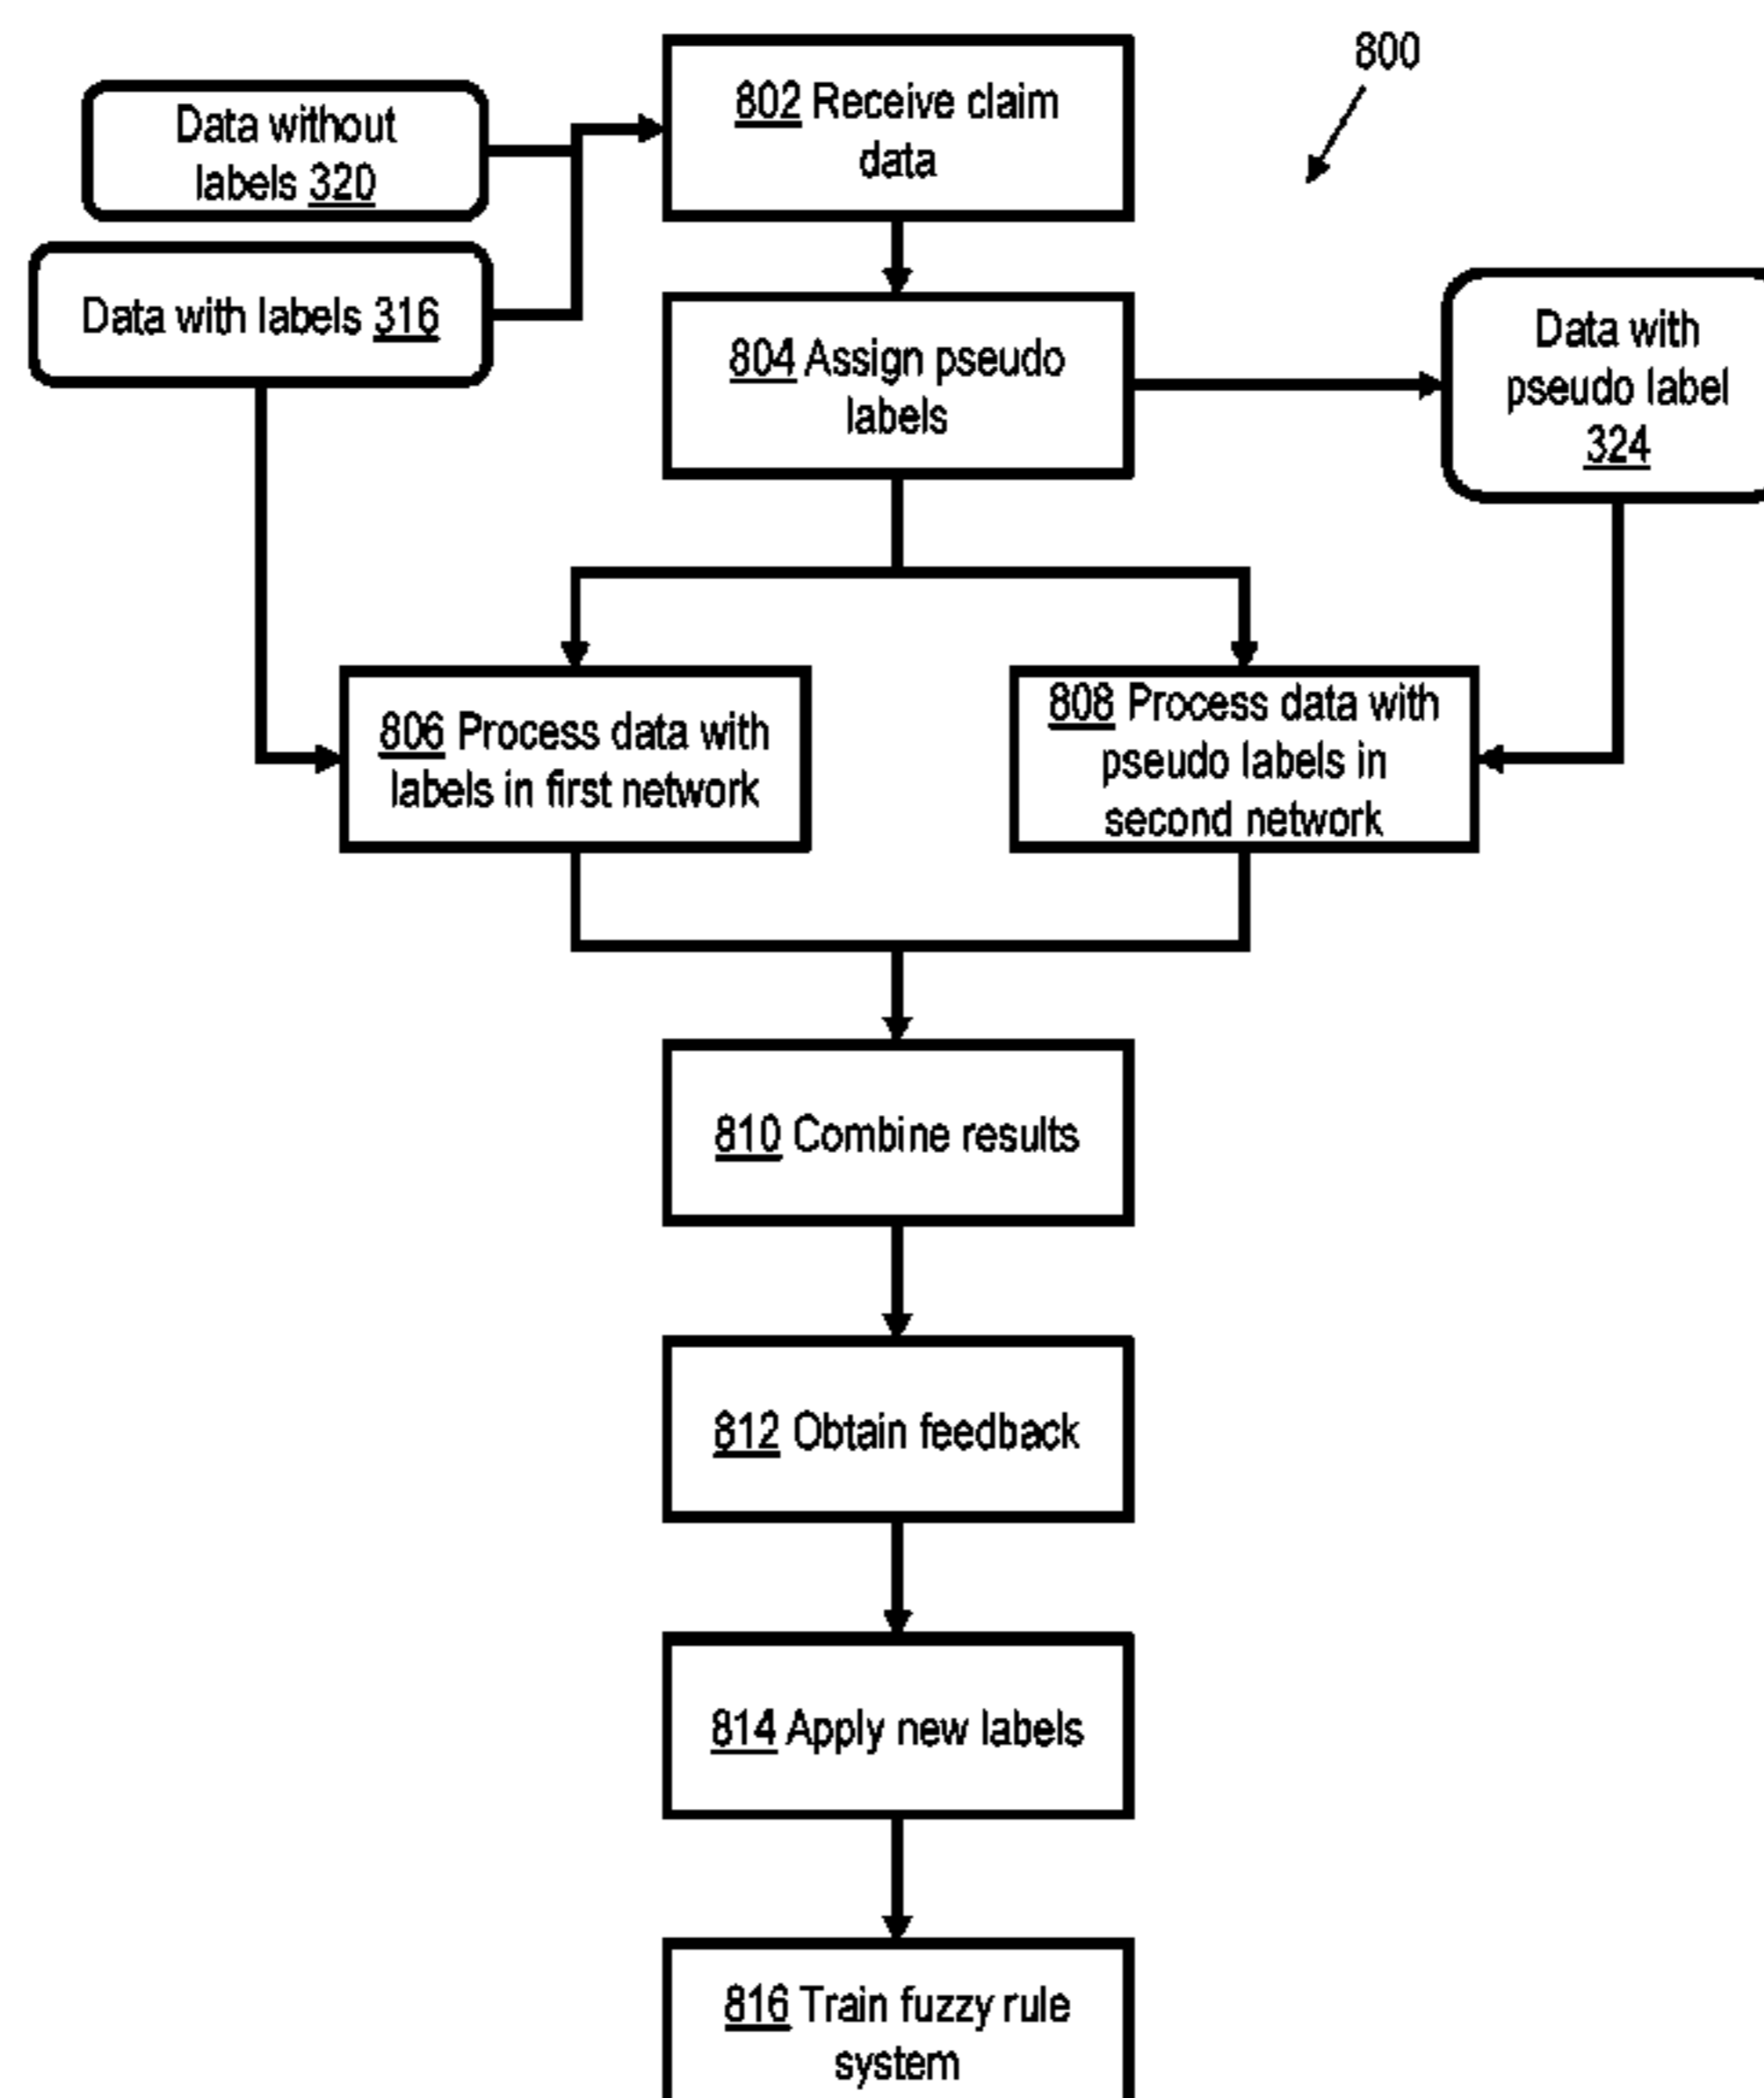 800
802 Receive claim
data
Data without
labels 320
Data with labels 316
804 Assign pseudo
labels
Data with
pseudo label
324
806 Process data with
labels in first network
808 Process data with
pseudo labels in
second network
810 Combine results
812 Obtain feedback
814 Apply new labels
816 Train fuzzy rule
system